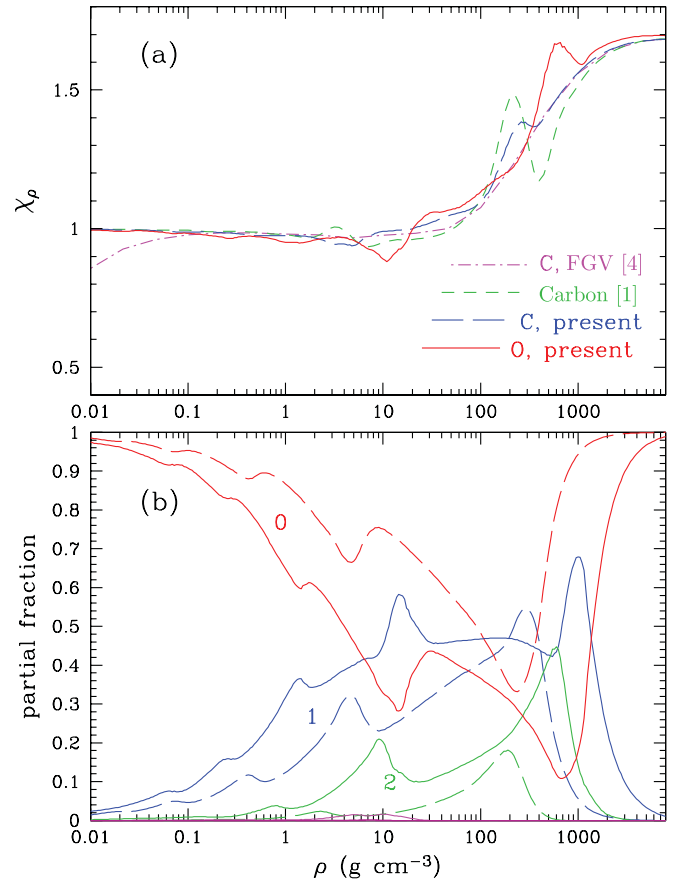 (a)
1.5
1
0.5
χρ
C, FGV [4]
Carbon [1]
C, present
O, present
0.01 0.1 1 10 100 1000
(b)
1
0.9
0.8
0.7
0.6
0.5
0.4
0.3
0.2
0.1
0
partial fraction
0
1
2
0.01 0.1 1 10 100 1000
ρ (g cm⁻³)